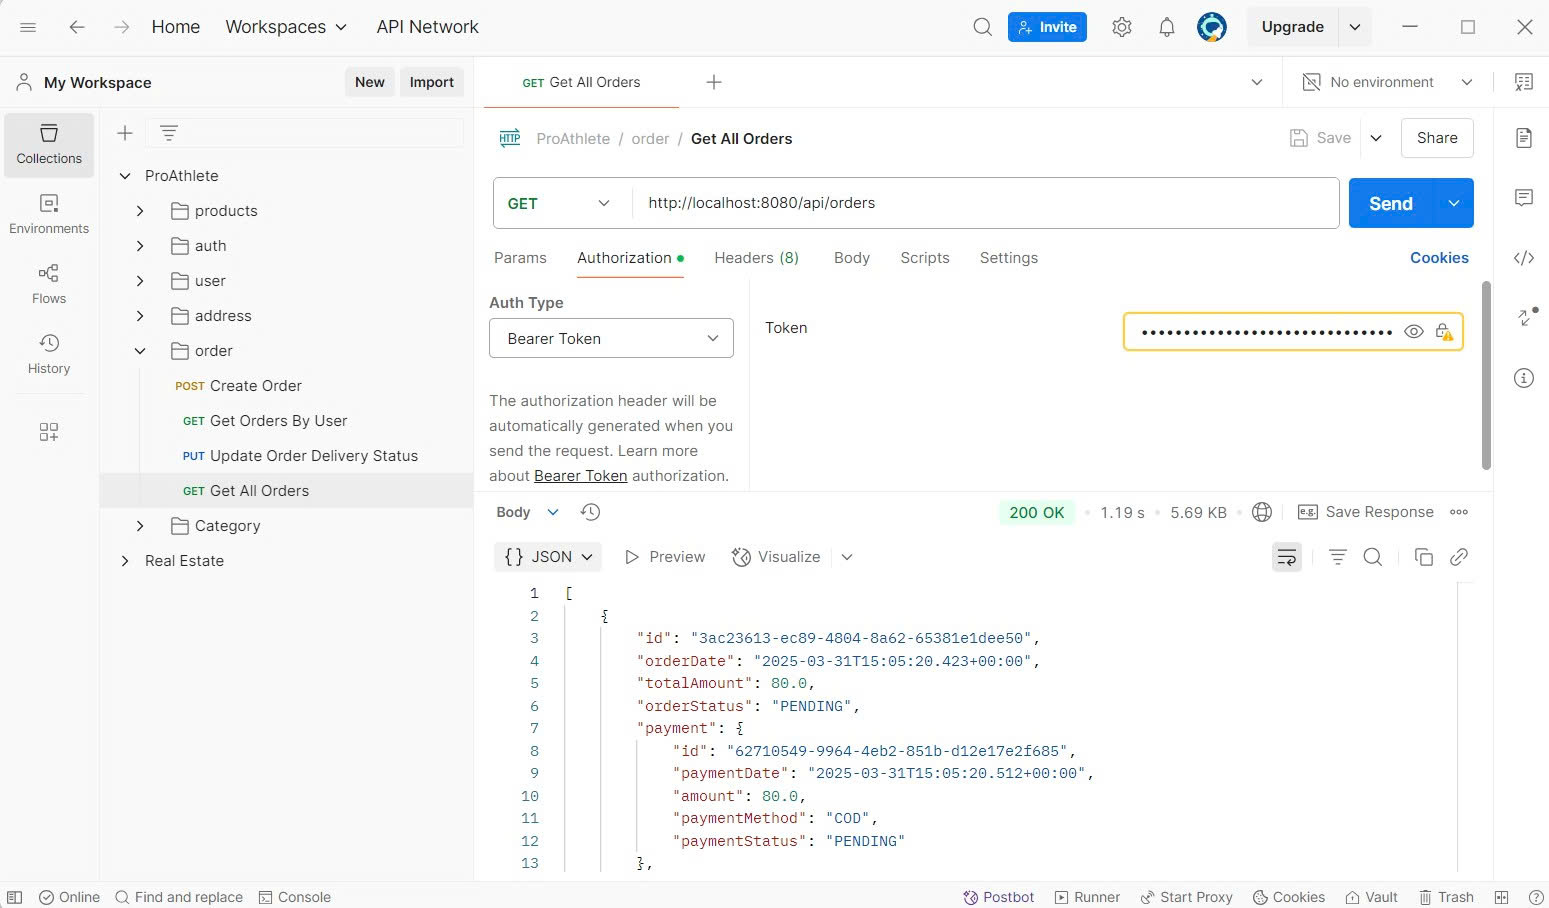 Home Workspaces API Network Invite Upgrade
My Workspace New Import GET Get All Orders No environment
Collections
Environments
Flows
History
ProAthlete
products
auth
user
address
order
POST Create Order
GET Get Orders By User
PUT Update Order Delivery Status
GET Get All Orders
Category
Real Estate
HTTP ProAthlete / order / Get All Orders Save Share
GET http://localhost:8080/api/orders Send
Params Authorization Headers (8) Body Scripts Settings Cookies
Auth Type
Bearer Token
The authorization header will be
automatically generated when you
send the request. Learn more
about Bearer Token authorization.
Token ••••••••••••••••••••••••••••••
Body 200 OK • 1.19 s • 5.69 KB • e.g. Save Response
{} JSON Preview Visualize
1 [
2 {
3 "id": "3ac23613-ec89-4804-8a62-65381e1dee50",
4 "orderDate": "2025-03-31T15:05:20.423+00:00",
5 "totalAmount": 80.0,
6 "orderStatus": "PENDING",
7 "payment": {
8 "id": "62710549-9964-4eb2-851b-d12e17e2f685",
9 "paymentDate": "2025-03-31T15:05:20.512+00:00",
10 "amount": 80.0,
11 "paymentMethod": "COD",
12 "paymentStatus": "PENDING"
13 },
Online Find and replace Console Postbot Runner Start Proxy Cookies Vault Trash